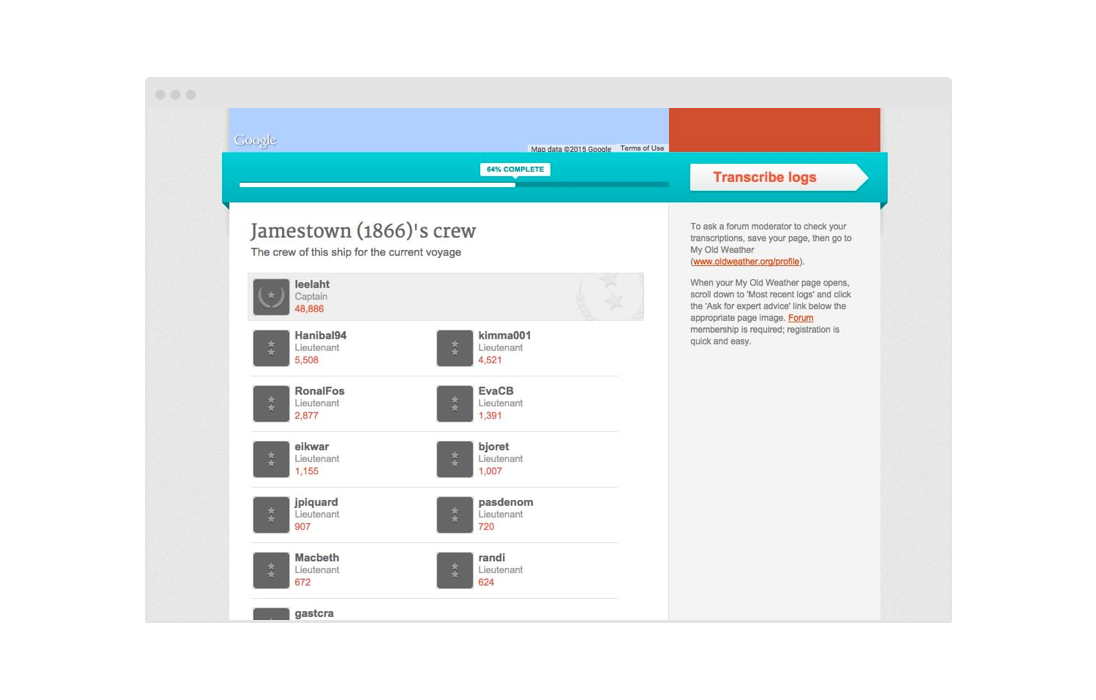 Google
Map data ©2015 Google Terms of Use
64% COMPLETE
Transcribe logs
Jamestown (1866)'s crew
The crew of this ship for the current voyage
leelaht
Captain
48,886
Hanibal94
Lieutenant
5,508
kimma001
Lieutenant
4,521
RonalFos
Lieutenant
2,877
EvaCB
Lieutenant
1,391
eikwar
Lieutenant
1,155
bjoret
Lieutenant
1,007
jpiquard
Lieutenant
907
pasdenom
Lieutenant
720
Macbeth
Lieutenant
672
randi
Lieutenant
624
gastcra
To ask a forum moderator to check your
transcriptions, save your page, then go to
My Old Weather
(www.oldweather.org/profile).
When your My Old Weather page opens,
scroll down to 'Most recent logs' and click
the 'Ask for expert advice' link below the
appropriate page image. Forum
membership is required; registration is
quick and easy.